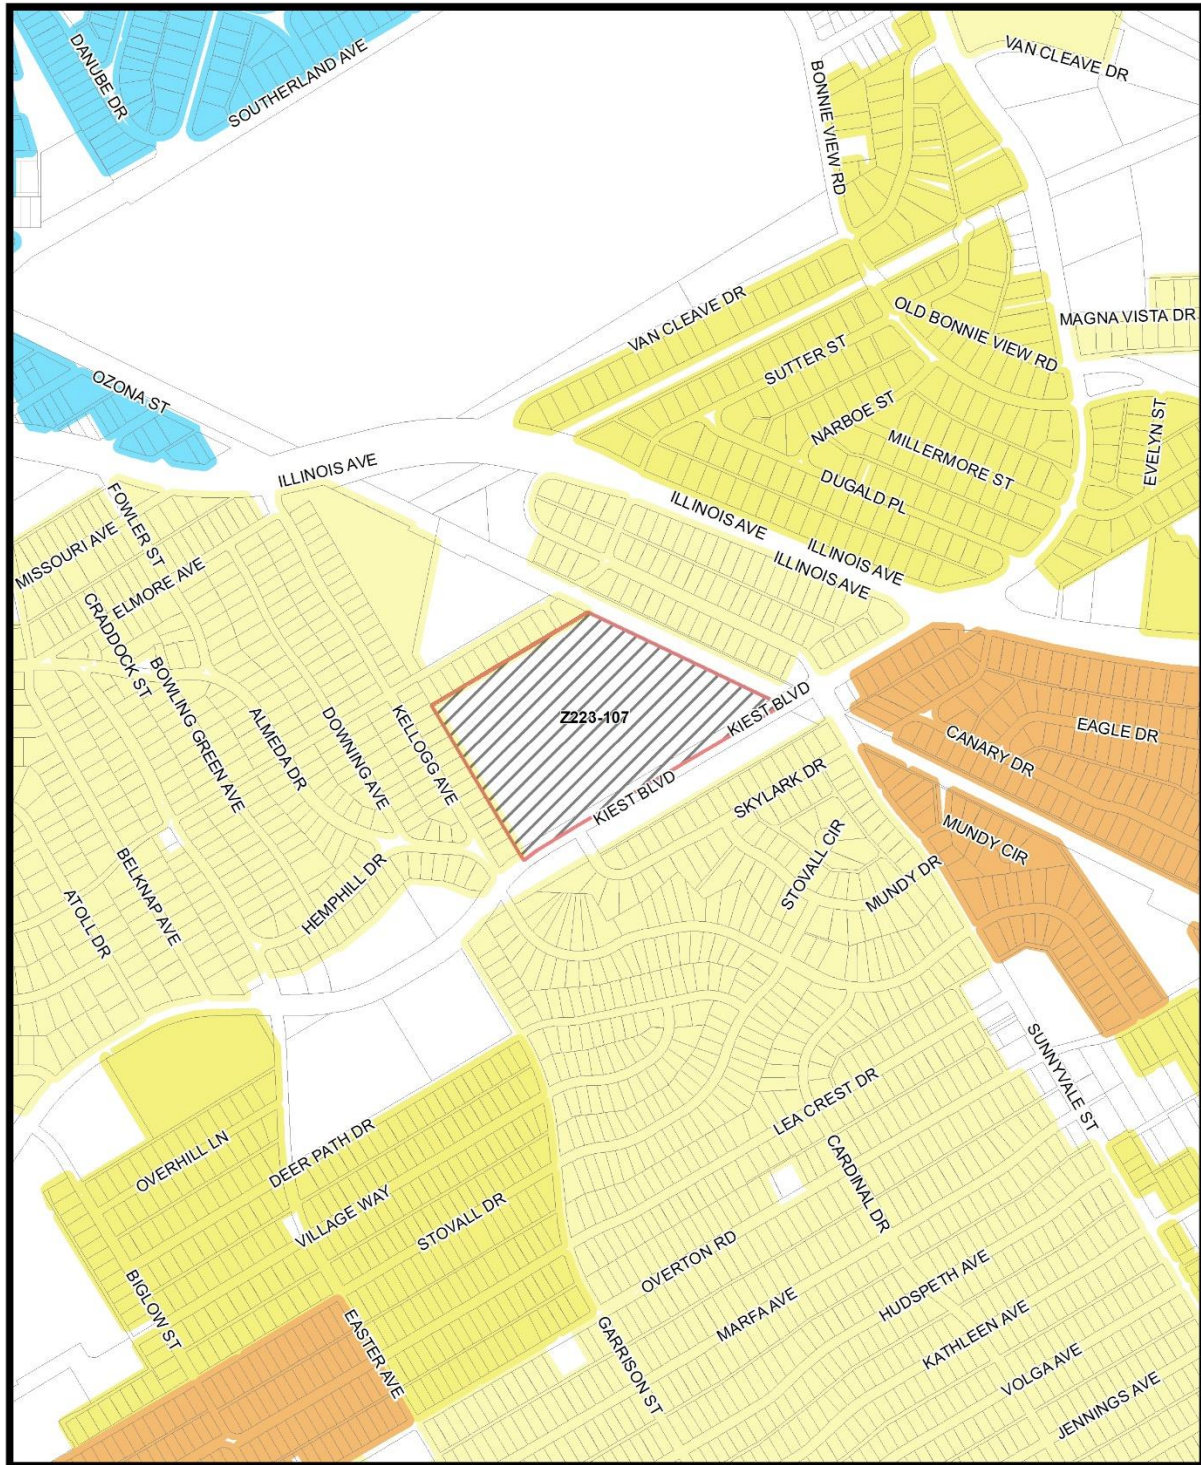 VAN CLEAVE DR
DANUBE DR
SOUTHERLAND AVE
BONNIE VIEW RD
MAGNA VISTA DR
VAN CLEAVE DR
OLD BONNIE VIEW RD
SUTTER ST
OZONA ST
NARBOE ST
EVELYN ST
MILLERMORE ST
ILLINOIS AVE
DUGALD PL
ILLINOIS AVE
FOWLER ST
MISSOURI AVE
ILLINOIS AVE
ILLINOIS AVE
ELMORE AVE
CRADDOCK ST
BOWLING GREEN AVE
ALMEDA DR
DOWNING AVE
KELLOGG AVE
Z223-107
KIEST BLVD
EAGLE DR
CANARY DR
KIEST BLVD
SKYLARK DR
MUNDY CIR
STOVALL CIR
MUNDY DR
HEMPHILL DR
BELKNAP AVE
ATOLL DR
SUNNYVALE ST
LEA CREST DR
OVERHILL LN
DEER PATH DR
CARDINAL DR
VILLAGE WAY
STOVALL DR
OVERTON RD
HUDSPETH AVE
BIGLOW ST
MARFA AVE
KATHLEEN AVE
EASTER AVE
GARRISON ST
VOLGA AVE
JENNINGS AVE